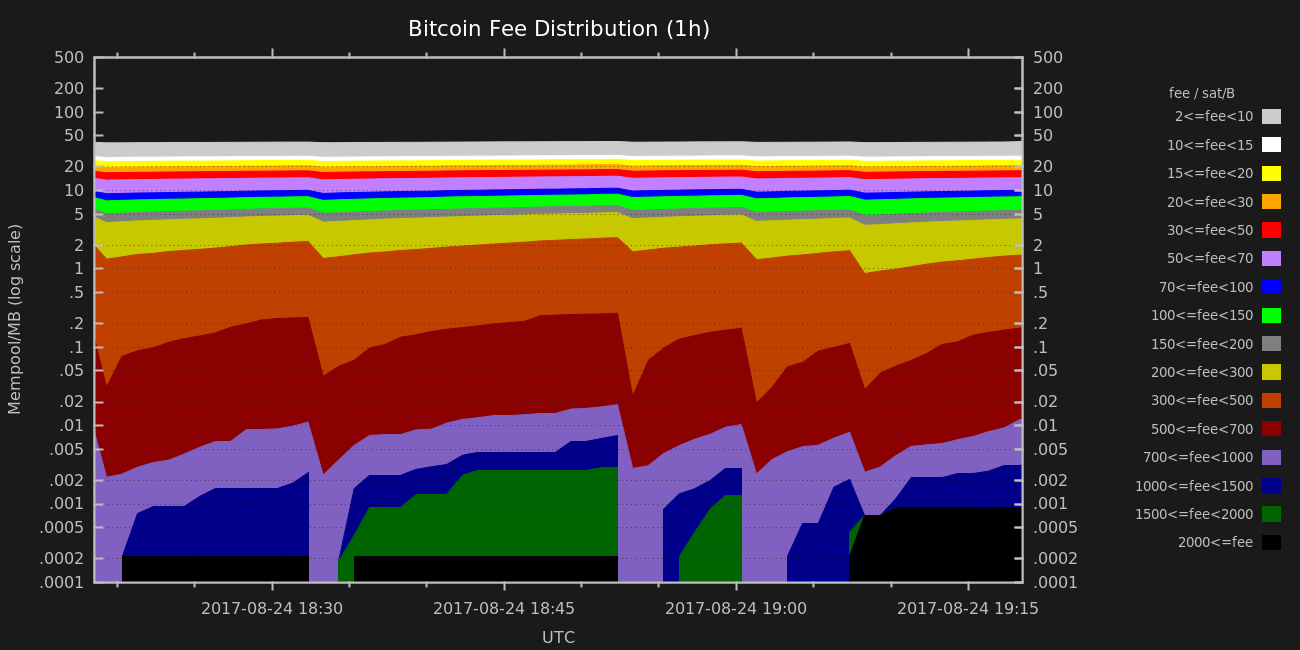 Bitcoin Fee Distribution (1h)
500
200
100
50
20
10
5
2
1
.5
.2
.1
.05
.02
.01
.005
.002
.001
.0005
.0002
.0001
Mempool/MB (log scale)
500
200
100
50
20
10
5
2
1
.5
.2
.1
.05
.02
.01
.005
.002
.001
.0005
.0002
.0001
2017-08-24 18:30
2017-08-24 18:45
2017-08-24 19:00
2017-08-24 19:15
UTC
fee / sat/B
2<=fee<10
10<=fee<15
15<=fee<20
20<=fee<30
30<=fee<50
50<=fee<70
70<=fee<100
100<=fee<150
150<=fee<200
200<=fee<300
300<=fee<500
500<=fee<700
700<=fee<1000
1000<=fee<1500
1500<=fee<2000
2000<=fee